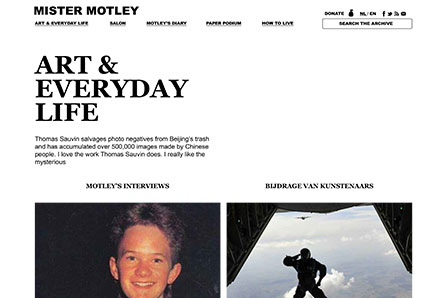 MISTER MOTLEY
DONATE NL / EN
ART & EVERYDAY LIFE SALON MOTLEY'S DIARY PAPER PODIUM HOW TO LIVE
SEARCH THE ARCHIVE
ART &
EVERYDAY
LIFE
Thomas Sauvin salvages photo negatives from Beijing's trash
and has accumulated over 500,000 images made by Chinese
people. I love the work Thomas Sauvin does. I really like the
mysterious
MOTLEY'S INTERVIEWS BIJDRAGE VAN KUNSTENAARS